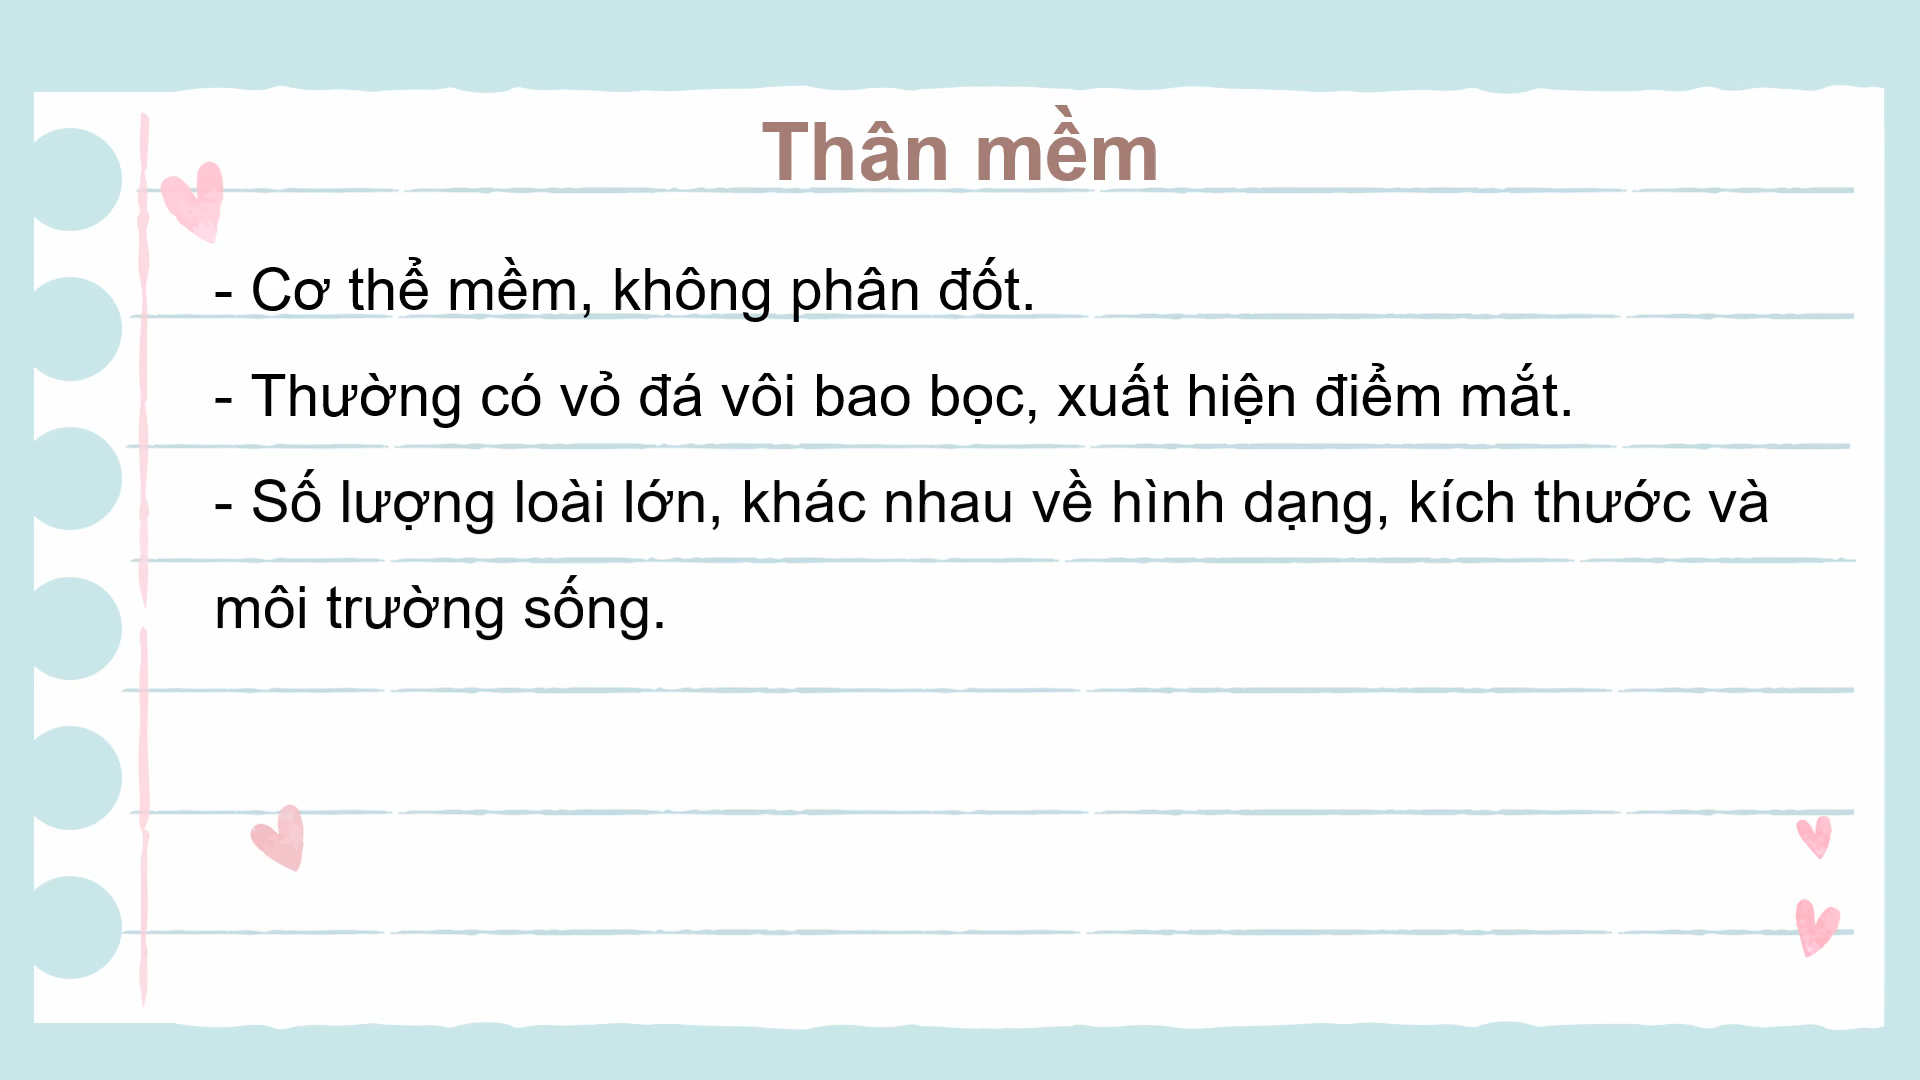 Thân mềm
- Cơ thể mềm, không phân đốt.
- Thường có vỏ đá vôi bao bọc, xuất hiện điểm mắt.
- Số lượng loài lớn, khác nhau về hình dạng, kích thước và
môi trường sống.